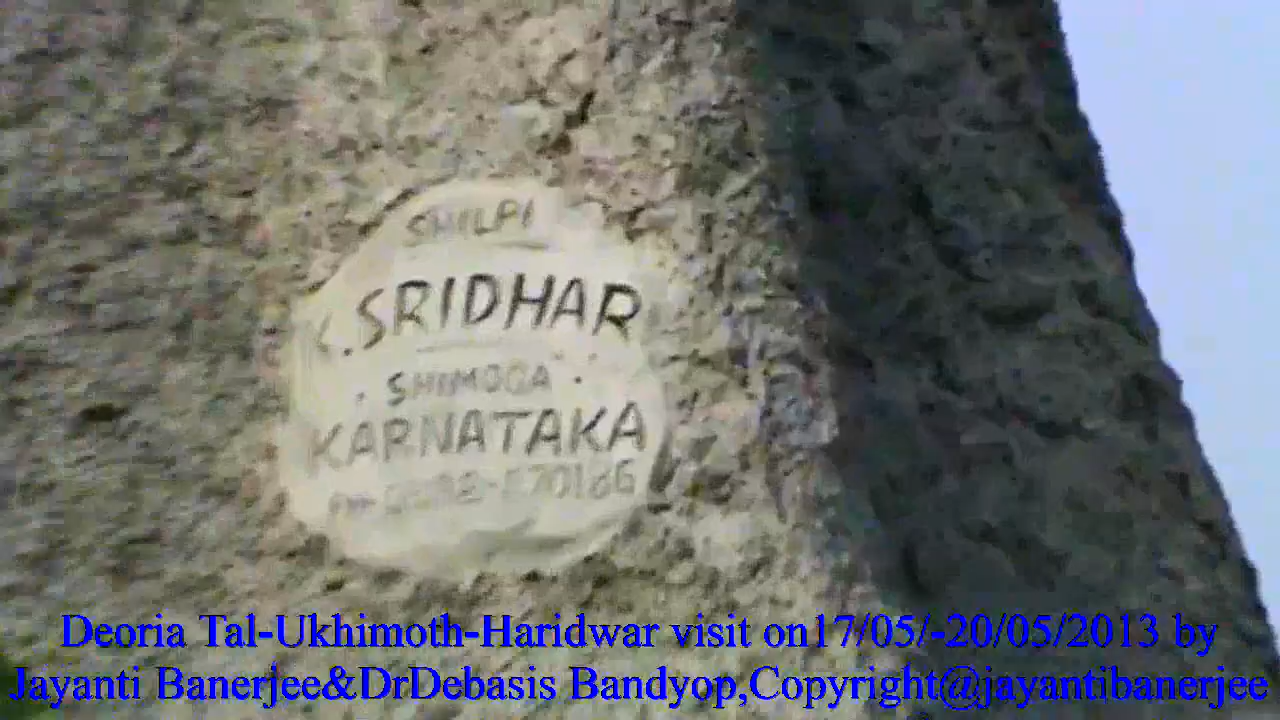 SHILPI
K. SRIDHAR
SHIMOGA
KARNATAKA
Deoria Tal-Ukhimoth-Haridwar visit on17/05/-20/05/2013 by
Jayanti Banerjee&DrDebasis Bandyop,Copyright@jayantibanerjee